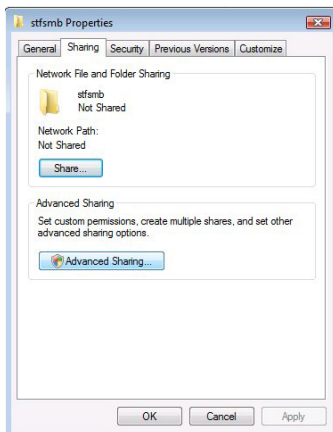 stfsmb Properties
General Sharing Security Previous Versions Customize
Network File and Folder Sharing
stfsmb
Not Shared
Network Path:
Not Shared
Share...
Advanced Sharing
Set custom permissions, create multiple shares, and set other
advanced sharing options.
Advanced Sharing...
OK Cancel Apply